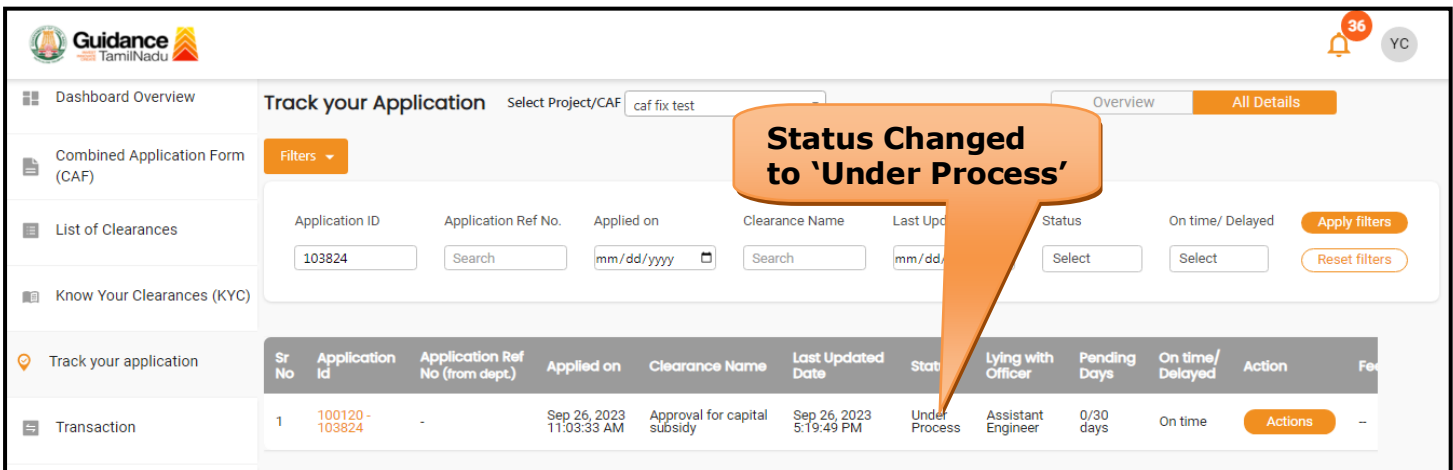 Guidance
TamilNadu
36
YC
Dashboard Overview
Combined Application Form
(CAF)
List of Clearances
Know Your Clearances (KYC)
Track your application
Transaction
Track your Application Select Project/CAF caf fix test
Overview All Details
Status Changed
to ‘Under Process’
Filters
Application ID Application Ref No. Applied on Clearance Name Last Upd Status On time/ Delayed Apply filters
103824 Search mm/dd/yyyy Search mm/dd/ Select Select Reset filters
Sr No Application Id Application Ref No (from dept.) Applied on Clearance Name Last Updated Date Stat Lying with Officer Pending Days On time/ Delayed Action Fee
1 100120 - 103824 - Sep 26, 2023 11:03:33 AM Approval for capital subsidy Sep 26, 2023 5:19:49 PM Under Process Assistant Engineer 0/30 days On time Actions --